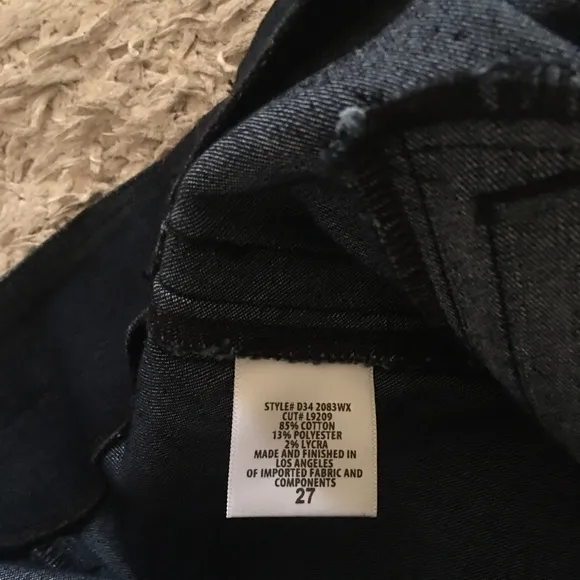 STYLE# D34 2083WX
CUT# L9209
85% COTTON
13% POLYESTER
2% LYCRA
MADE AND FINISHED IN
LOS ANGELES
OF IMPORTED FABRIC AND
COMPONENTS
27